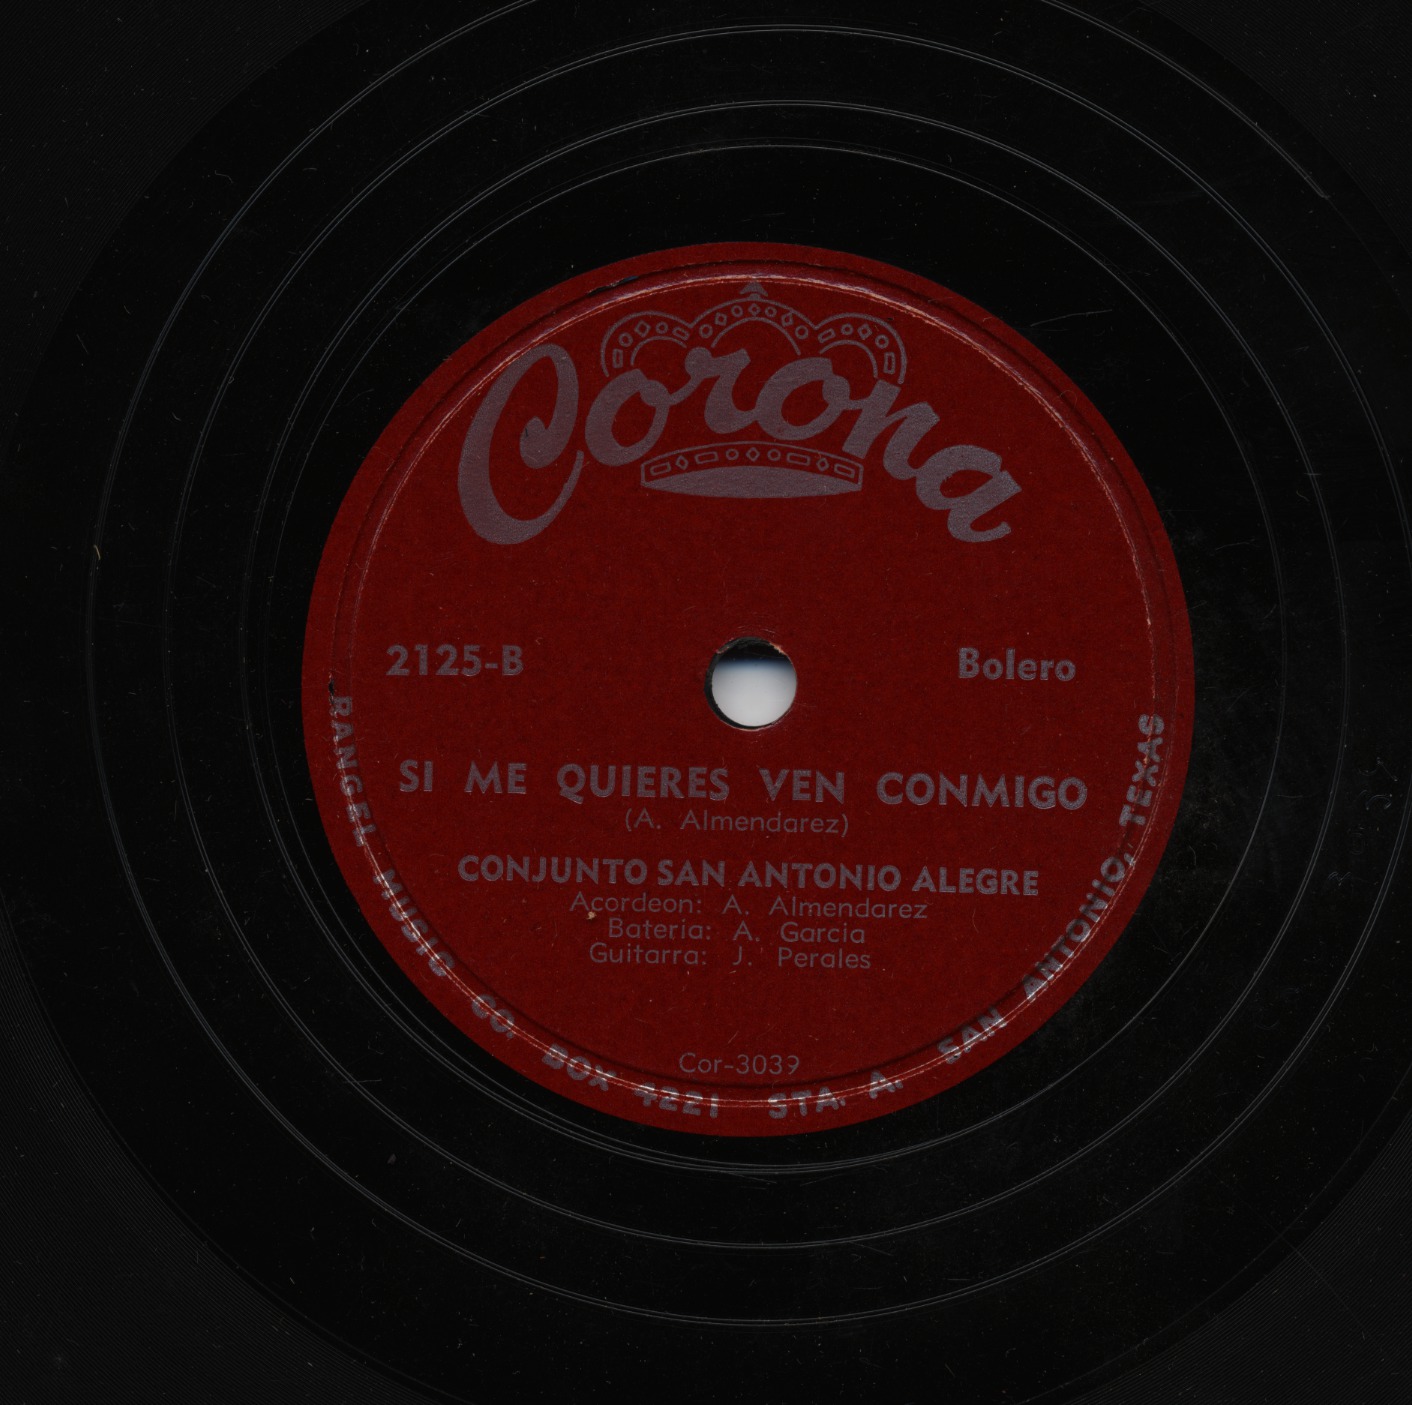 Corona
2125-B
Bolero
SI ME QUIERES VEN CONMIGO
(A. Almendarez)
CONJUNTO SAN ANTONIO ALEGRE
Acordeon: A. Almendarez
Bateria: A. Garcia
Guitarra: J. Perales
Cor-3039
RANGEL MUSIC CO. BOX 4221 STA. A. SAN ANTONIO, TEXAS